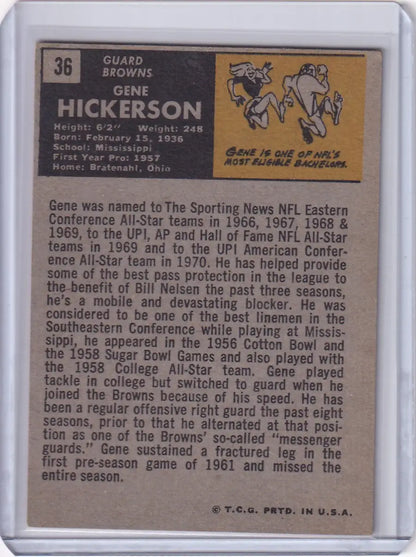 36
GUARD
BROWNS
GENE
HICKERSON
Height: 6'2" Weight: 248
Born: February 15, 1936
School: Mississippi
First Year Pro: 1957
Home: Bratenahl, Ohio
GENE IS ONE OF NFL'S
MOST ELIGIBLE BACHELORS.
Gene was named to The Sporting News NFL Eastern
Conference All-Star teams in 1966, 1967, 1968 &
1969, to the UPI, AP and Hall of Fame NFL All-Star
teams in 1969 and to the UPI American Confer-
ence All-Star team in 1970. He has helped provide
some of the best pass protection in the league to
the benefit of Bill Nelsen the past three seasons,
he's a mobile and devastating blocker. He was
considered to be one of the best linemen in the
Southeastern Conference while playing at Missis-
sippi, he appeared in the 1956 Cotton Bowl and
the 1958 Sugar Bowl Games and also played with
the 1958 College All-Star team. Gene played
tackle in college but switched to guard when he
joined the Browns because of his speed. He has
been a regular offensive right guard the past eight
seasons, prior to that he alternated at that posi-
tion as one of the Browns' so-called "messenger
guards." Gene sustained a fractured leg in the
first pre-season game of 1961 and missed the
entire season.
© T.C.G. PRTD. IN U.S.A.